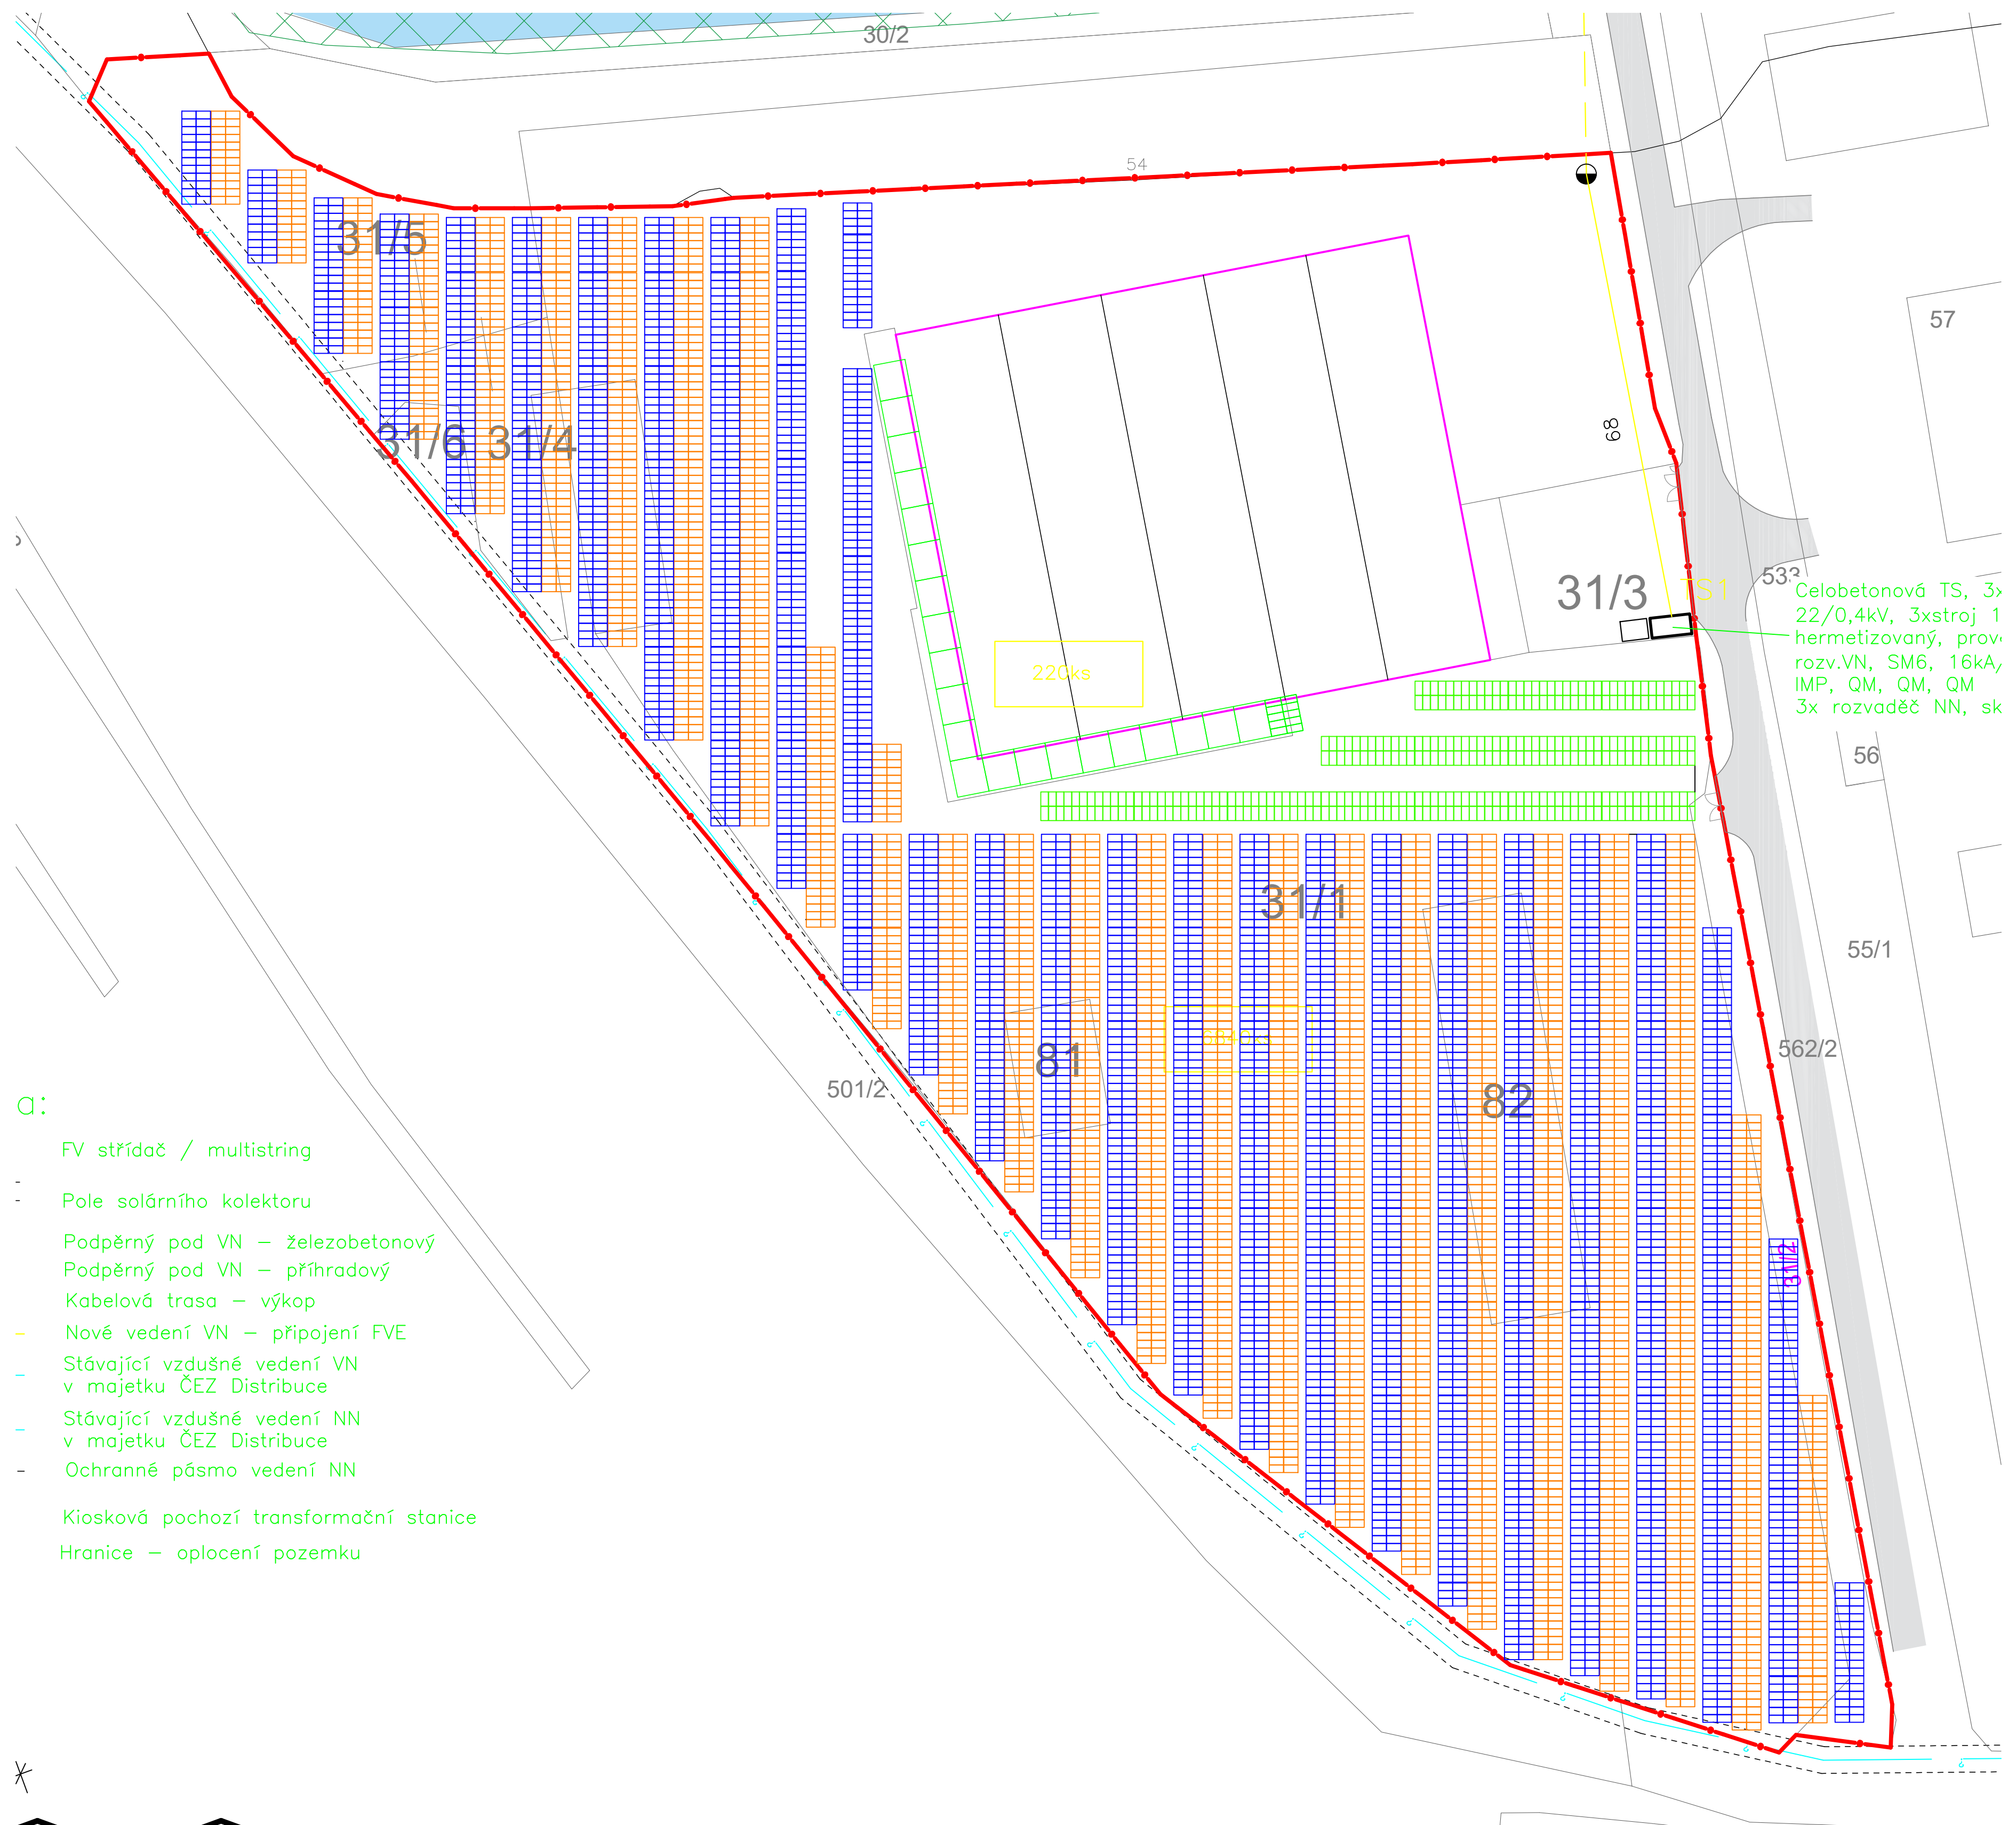 30/2
54
31/5
57
68
31/6
31/4
31/3
533
TS1
Celobetonová TS,
22/0,4kV, 3xstroj
hermetizovaný,
rozv.VN, SM6, 16kA/
IMP, QM, QM, QM
3x rozvaděč NN,
220ks
56
31/1
55/1
81
82
501/2
562/2
31/2
a:
FV střídač / multistring
Pole solárního kolektoru
Podpěrný pod VN – železobetonový
Podpěrný pod VN – příhradový
Kabelová trasa – výkop
Nové vedení VN – připojení FVE
Stávající vzdušné vedení VN
v majetku ČEZ Distribuce
Stávající vzdušné vedení NN
v majetku ČEZ Distribuce
Ochranné pásmo vedení NN
Kiosková pochozí transformační stanice
Hranice – oplocení pozemku